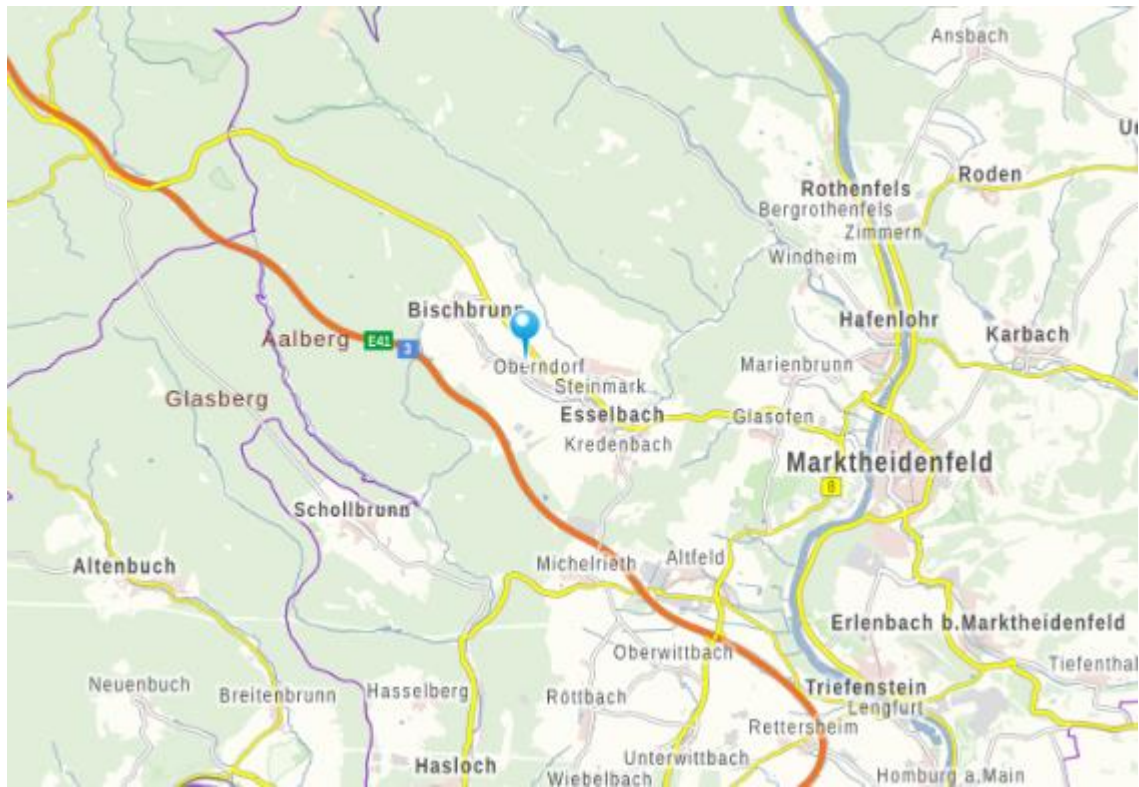 Ansbach
Roden
Rothenfels
Bergrothenfels
Zimmern
Windheim
Bischbrunn
Hafenlohr
Karbach
Aalberg
E41
3
Oberndorf
Marienbrunn
Steinmark
Glasberg
Esselbach
Glasofen
Kredenbach
Marktheidenfeld
8
Schollbrunn
Altenbuch
Michelrieth
Altfeld
Erlenbach b.Marktheidenfeld
Oberwittbach
Tiefenthal
Neuenbuch
Breitenbrunn
Hasselberg
Röttbach
Triefenstein
Lengfurt
Rettersheim
Unterwittbach
Hasloch
Wiebelbach
Homburg a.Main